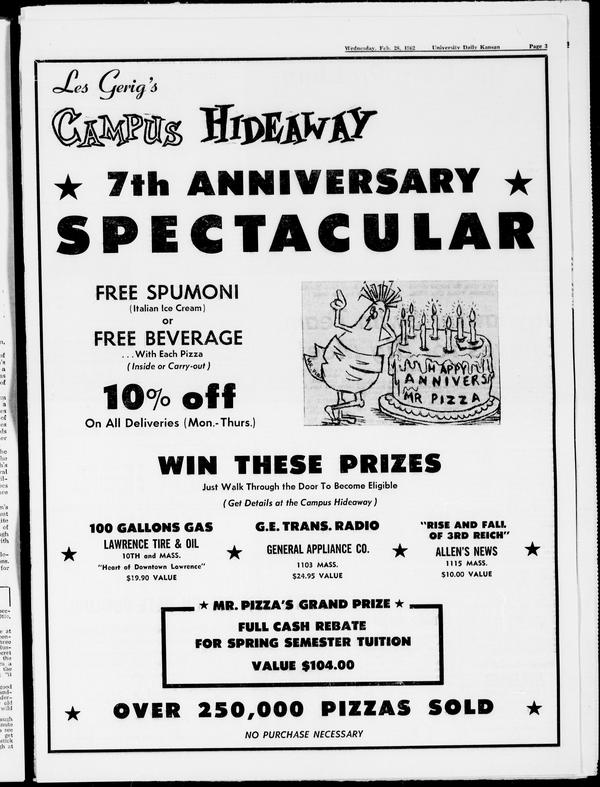 Wednesday, Feb. 28, 1962 University Daily Kansan Page 3
Les Gerig's
CAMPUS HIDEAWAY
★ 7th ANNIVERSARY ★
SPECTACULAR
FREE SPUMONI
(Italian Ice Cream)
or
FREE BEVERAGE
...With Each Pizza
(Inside or Carry-out)
10% off
On All Deliveries (Mon.-Thurs.)
HAPPY
ANNIVERS
MR PIZZA
WIN THESE PRIZES
Just Walk Through the Door To Become Eligible
(Get Details at the Campus Hideaway)
100 GALLONS GAS
LAWRENCE TIRE & OIL
10TH and MASS.
"Heart of Downtown Lawrence"
$19.90 VALUE
G.E. TRANS. RADIO
GENERAL APPLIANCE CO.
1103 MASS.
$24.95 VALUE
"RISE AND FALL
OF 3RD REICH"
ALLEN'S NEWS
1115 MASS.
$10.00 VALUE
★ MR. PIZZA'S GRAND PRIZE ★
FULL CASH REBATE
FOR SPRING SEMESTER TUITION
VALUE $104.00
★ OVER 250,000 PIZZAS SOLD ★
NO PURCHASE NECESSARY